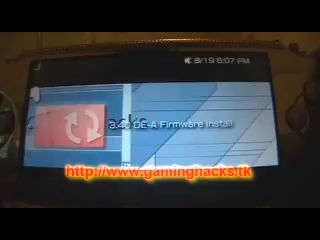 8/19 6:07 PM
3.40 OE-A Firmware Install
http://www.gaminghacks.tk